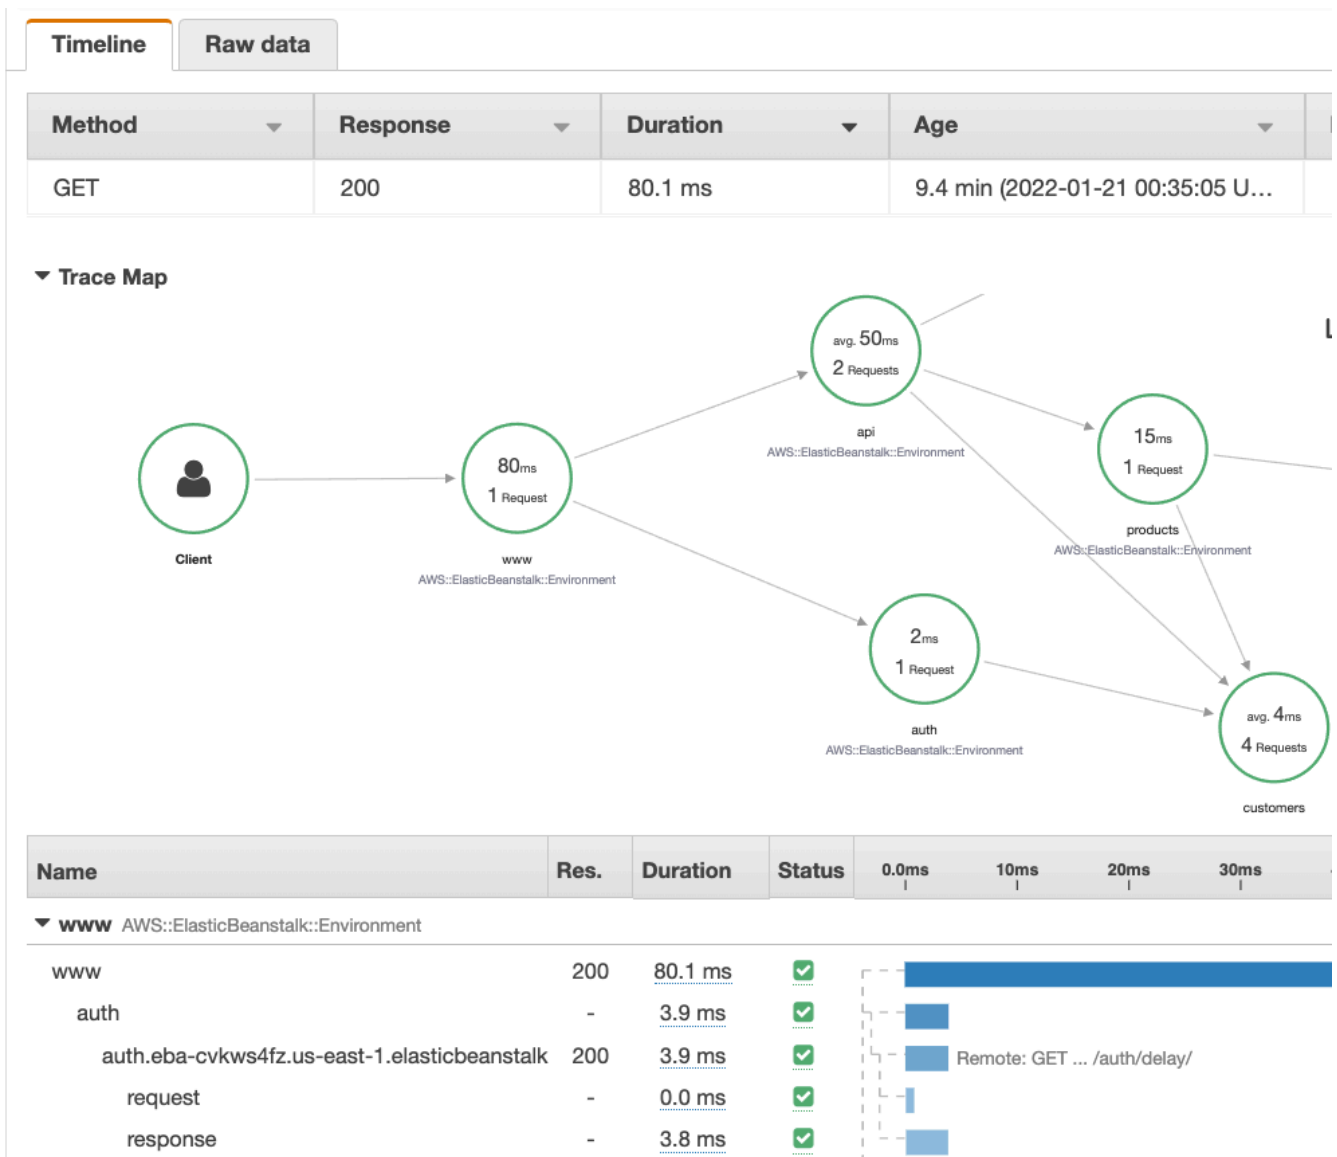 Timeline
Raw data
Method
Response
Duration
Age
GET
200
80.1 ms
9.4 min (2022-01-21 00:35:05 U...
Trace Map
avg. 50ms
2 Requests
api
AWS::ElasticBeanstalk::Environment
15ms
1 Request
products
AWS::ElasticBeanstalk::Environment
80ms
1 Request
www
AWS::ElasticBeanstalk::Environment
Client
2ms
1 Request
auth
AWS::ElasticBeanstalk::Environment
avg. 4ms
4 Requests
customers
Name Res. Duration Status 0.0ms 10ms 20ms 30ms
www AWS::ElasticBeanstalk::Environment
www 200 80.1 ms
auth - 3.9 ms
auth.eba-cvkws4fz.us-east-1.elasticbeanstalk 200 3.9 ms Remote: GET ... /auth/delay/
request - 0.0 ms
response - 3.8 ms